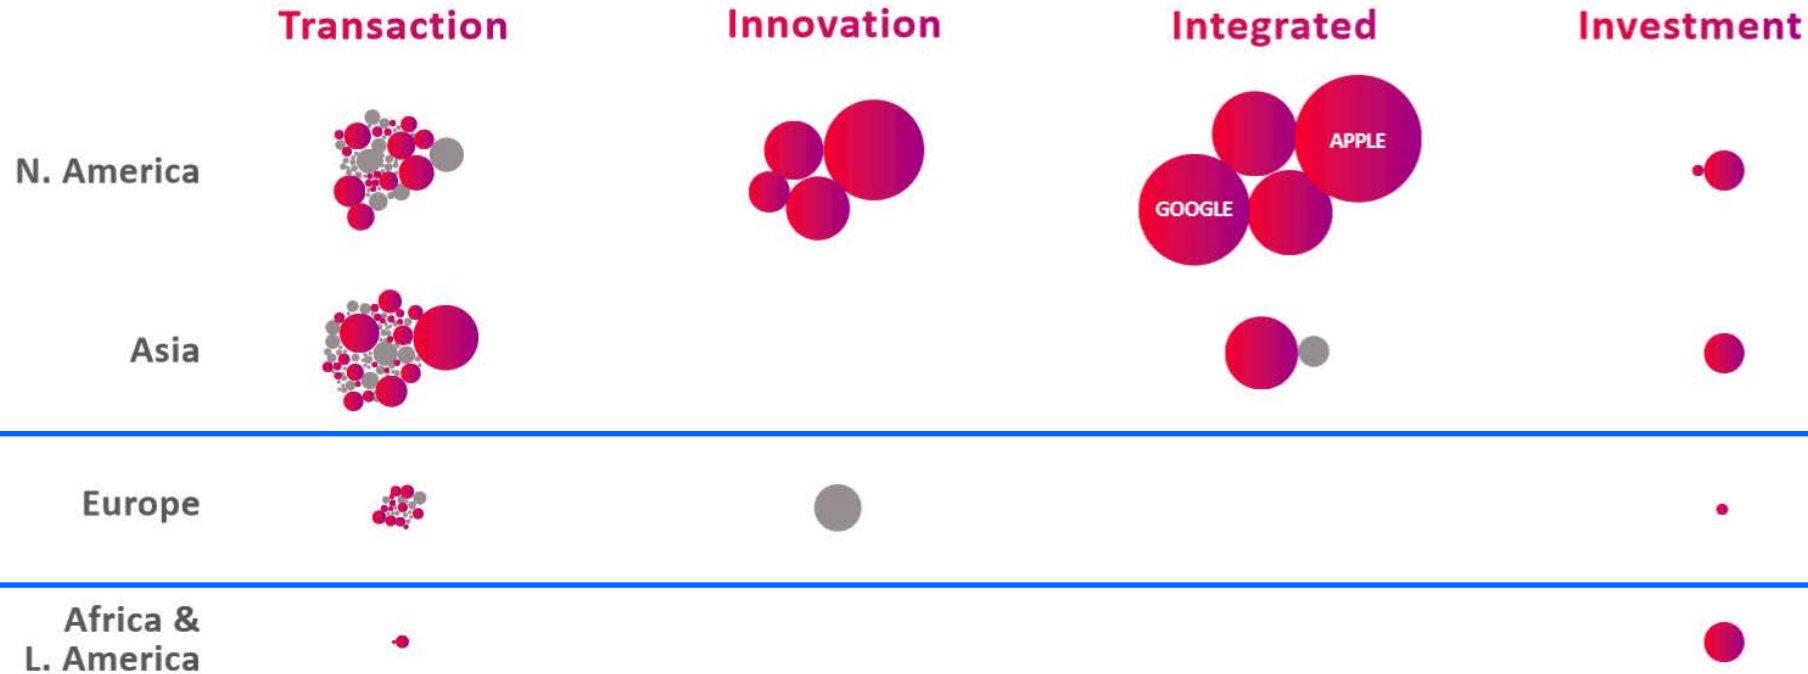 Transaction Innovation Integrated Investment
N. America
APPLE
GOOGLE
Asia
Europe
Africa &
L. America